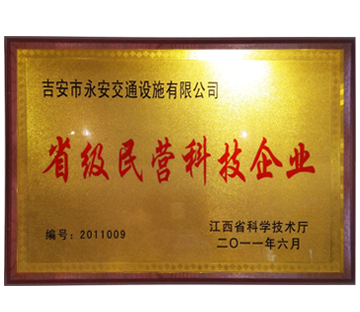 吉安市永安交通设施有限公司
省级民营科技企业
江西省科学技术厅
编号：2011009
二〇一一年六月